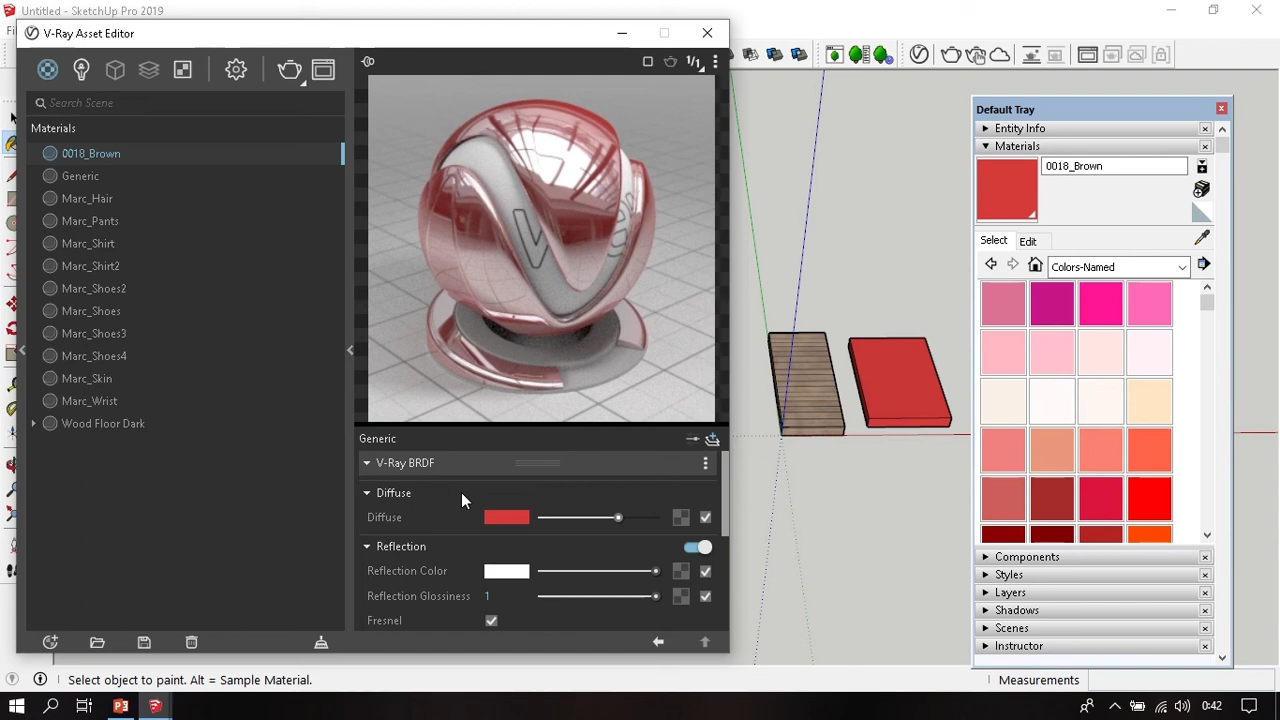 Untitled - SketchUp Pro 2019
V-Ray Asset Editor
1/1
Search Scene
Materials
0018_Brown
Generic
Marc_Hair
Marc_Pants
Marc_Shirt
Marc_Shirt2
Marc_Shoes2
Marc_Shoes
Marc_Shoes3
Marc_Shoes4
Marc_Skin
Marc_Wrist
Wood Floor Dark
Generic
V-Ray BRDF
Diffuse
Diffuse
Reflection
Reflection Color
Reflection Glossiness 1
Fresnel
Default Tray
Entity Info
Materials
0018_Brown
Select Edit
Colors-Named
Components
Styles
Layers
Shadows
Scenes
Instructor
Select object to paint. Alt = Sample Material.
Measurements
0:42